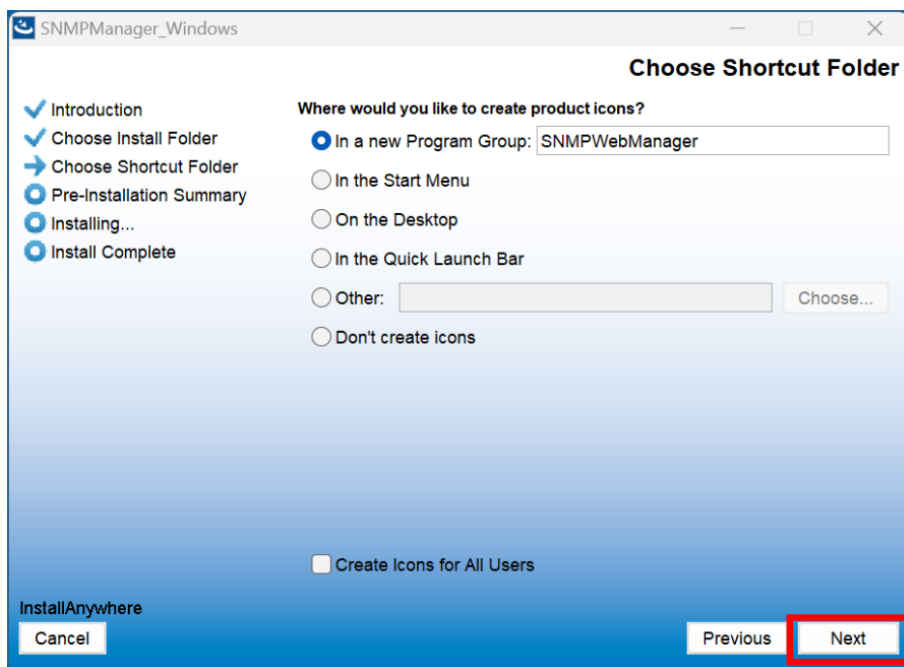 SNMPManager_Windows
Choose Shortcut Folder
Introduction
Choose Install Folder
Choose Shortcut Folder
Pre-Installation Summary
Installing...
Install Complete
Where would you like to create product icons?
In a new Program Group: SNMPWebManager
In the Start Menu
On the Desktop
In the Quick Launch Bar
Other: Choose...
Don't create icons
Create Icons for All Users
InstallAnywhere
Cancel Previous Next